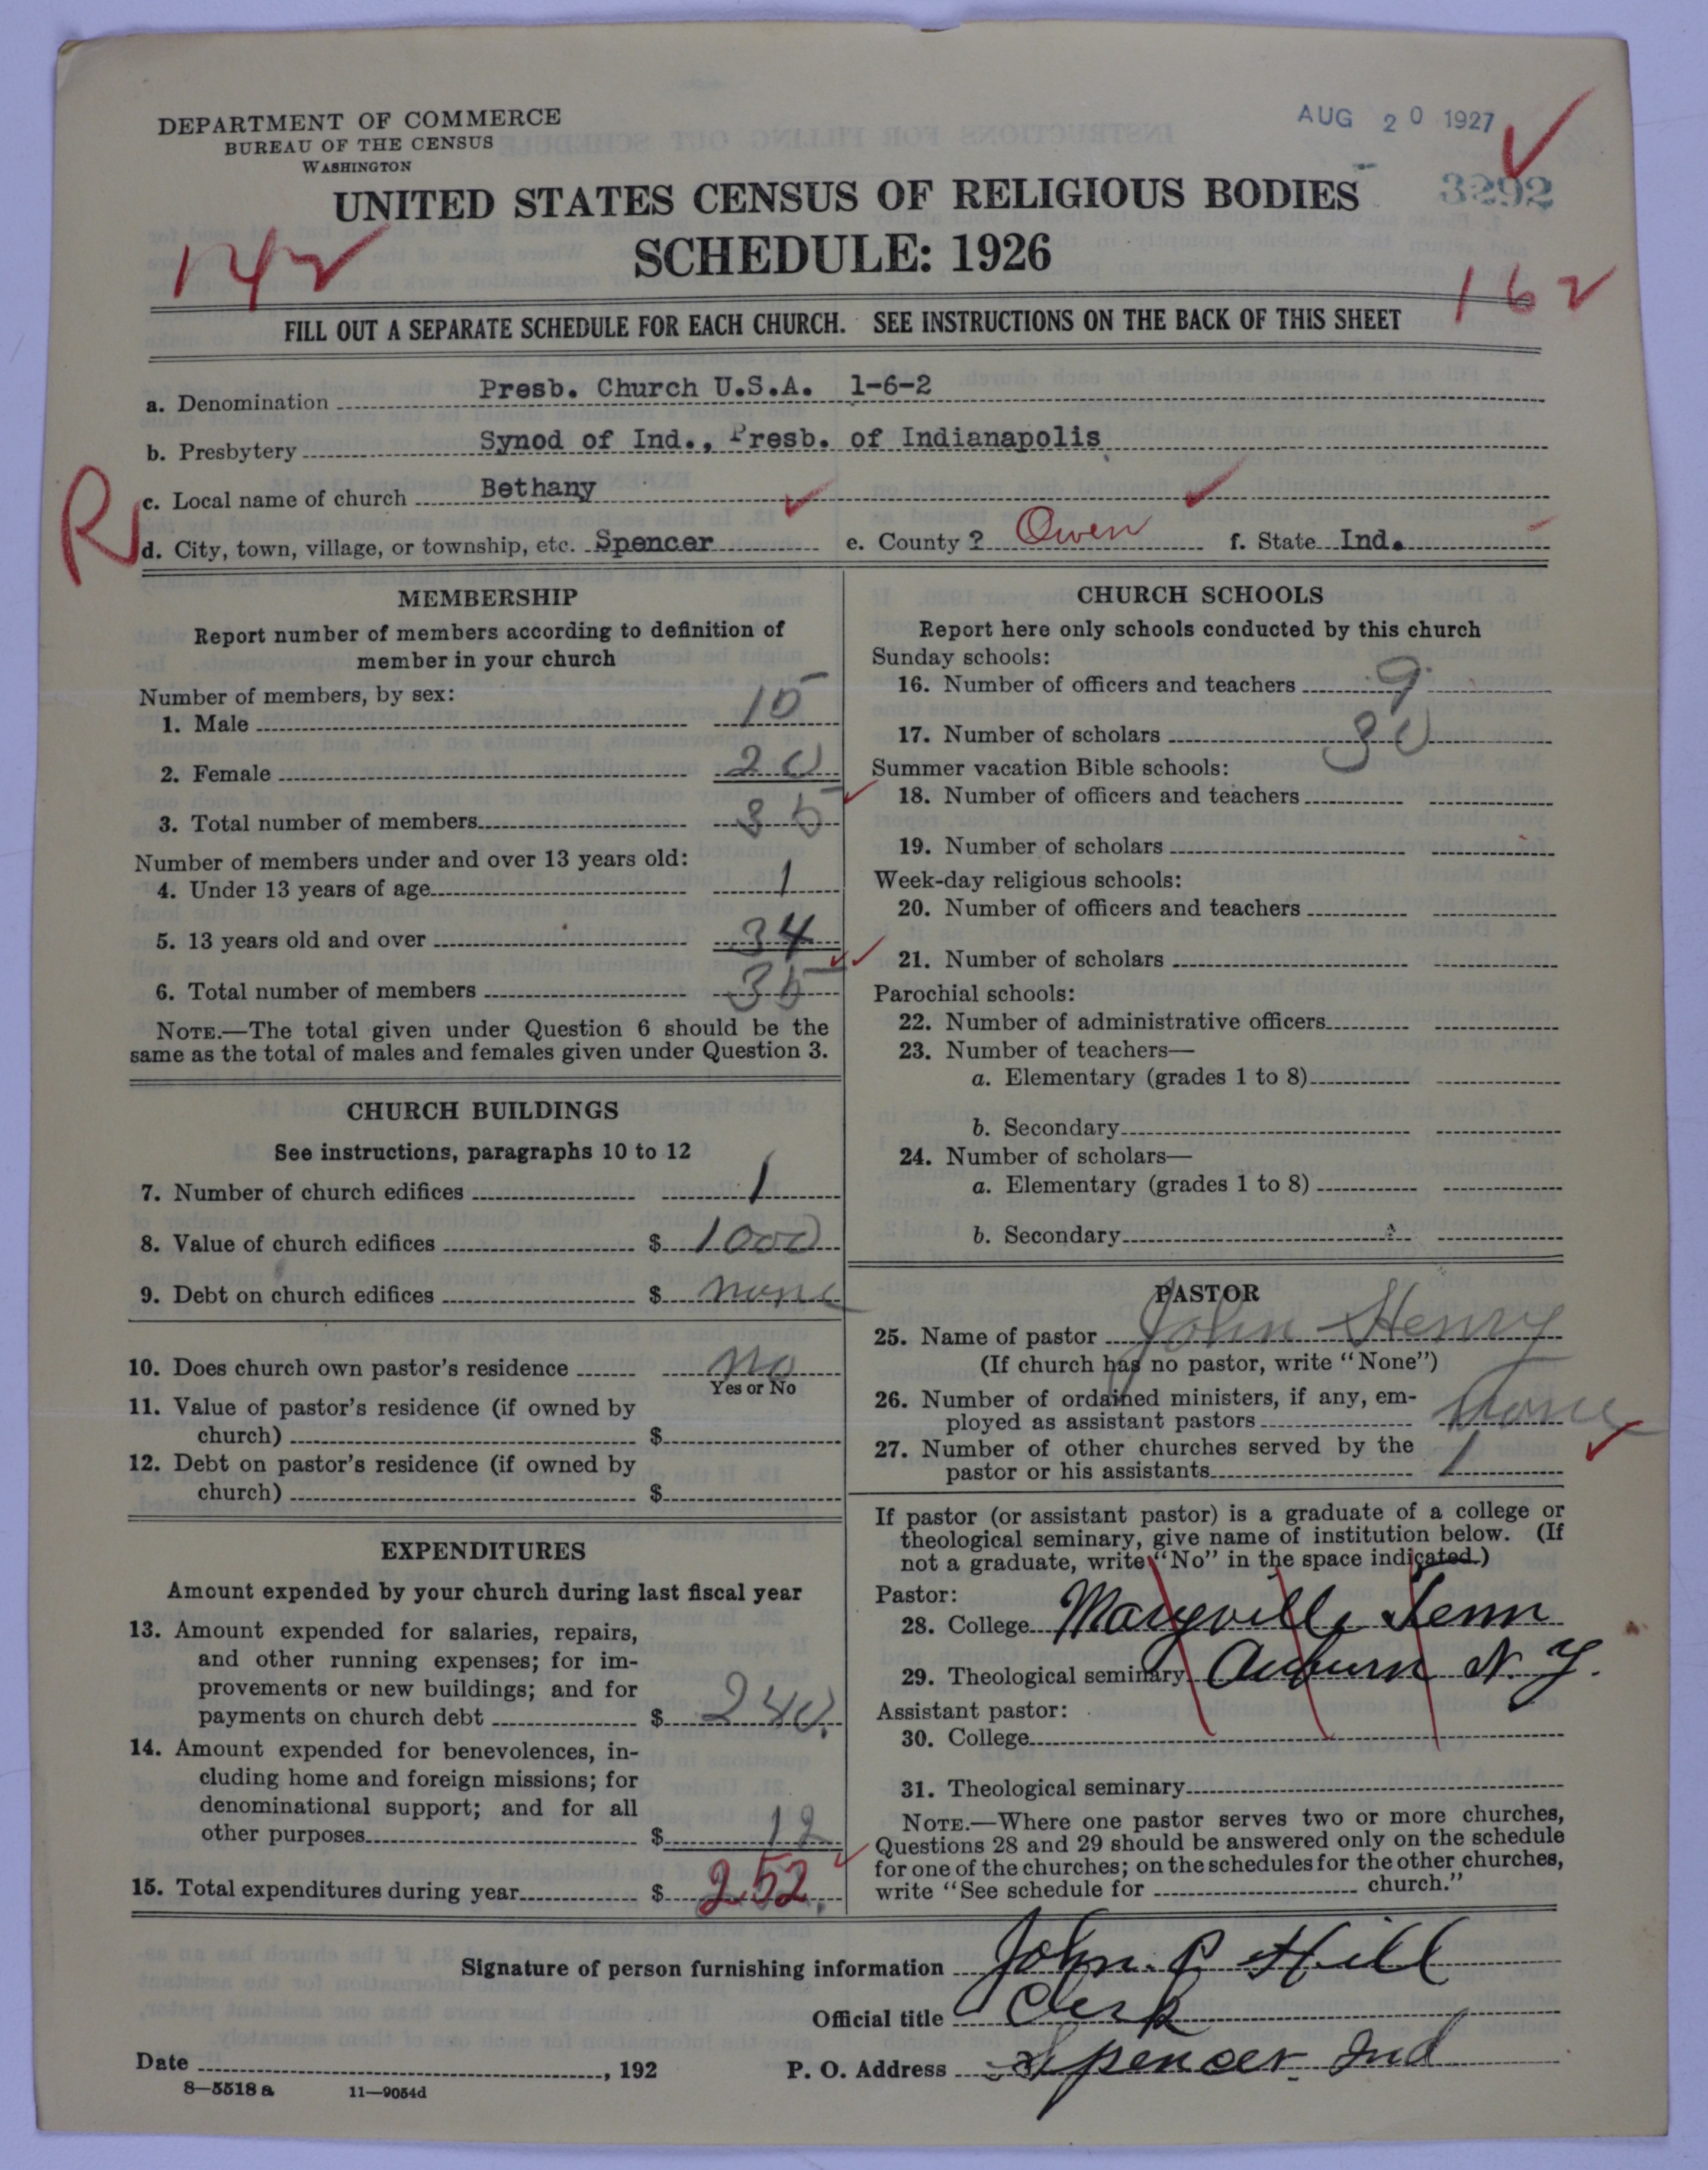 DEPARTMENT OF COMMERCE
BUREAU OF THE CENSUS
WASHINGTON
AUG 20 1927
3292
UNITED STATES CENSUS OF RELIGIOUS BODIES
SCHEDULE: 1926
142
162
FILL OUT A SEPARATE SCHEDULE FOR EACH CHURCH. SEE INSTRUCTIONS ON THE BACK OF THIS SHEET
a. Denomination Presb. Church U.S.A. 1-6-2
b. Presbytery Synod of Ind., Presb. of Indianapolis
c. Local name of church Bethany
R
d. City, town, village, or township, etc. Spencer e. County ? Owen f. State Ind.
MEMBERSHIP
Report number of members according to definition of
member in your church
Number of members, by sex:
1. Male 15
2. Female 20
3. Total number of members 35
Number of members under and over 13 years old:
4. Under 13 years of age 1
5. 13 years old and over 34
6. Total number of members 35
NOTE.—The total given under Question 6 should be the
same as the total of males and females given under Question 3.
CHURCH BUILDINGS
See instructions, paragraphs 10 to 12
7. Number of church edifices 1
8. Value of church edifices $ 1000
9. Debt on church edifices $ none
10. Does church own pastor's residence no
Yes or No
11. Value of pastor's residence (if owned by
church) $
12. Debt on pastor's residence (if owned by
church) $
EXPENDITURES
Amount expended by your church during last fiscal year
13. Amount expended for salaries, repairs,
and other running expenses; for im-
provements or new buildings; and for
payments on church debt $ 240.
14. Amount expended for benevolences, in-
cluding home and foreign missions; for
denominational support; and for all
other purposes $ 12
15. Total expenditures during year $ 252.
CHURCH SCHOOLS
Report here only schools conducted by this church
Sunday schools:
16. Number of officers and teachers 9
17. Number of scholars 30
Summer vacation Bible schools:
18. Number of officers and teachers
19. Number of scholars
Week-day religious schools:
20. Number of officers and teachers
21. Number of scholars
Parochial schools:
22. Number of administrative officers
23. Number of teachers—
a. Elementary (grades 1 to 8)
b. Secondary
24. Number of scholars—
a. Elementary (grades 1 to 8)
b. Secondary
PASTOR
25. Name of pastor John Henry
(If church has no pastor, write "None")
26. Number of ordained ministers, if any, em-
ployed as assistant pastors None
27. Number of other churches served by the
pastor or his assistants 1
If pastor (or assistant pastor) is a graduate of a college or
theological seminary, give name of institution below. (If
not a graduate, write "No" in the space indicated.)
Pastor:
28. College Maryville Tenn
29. Theological seminary Auburn N.Y.
Assistant pastor:
30. College
31. Theological seminary
NOTE.—Where one pastor serves two or more churches,
Questions 28 and 29 should be answered only on the schedule
for one of the churches; on the schedules for the other churches,
write "See schedule for church."
Signature of person furnishing information John. P. Hill
Official title Clerk
Date , 192 P. O. Address Spencer Ind
8—5518 a 11—9054d